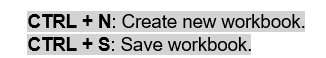 CTRL + N: Create new workbook.
CTRL + S: Save workbook.